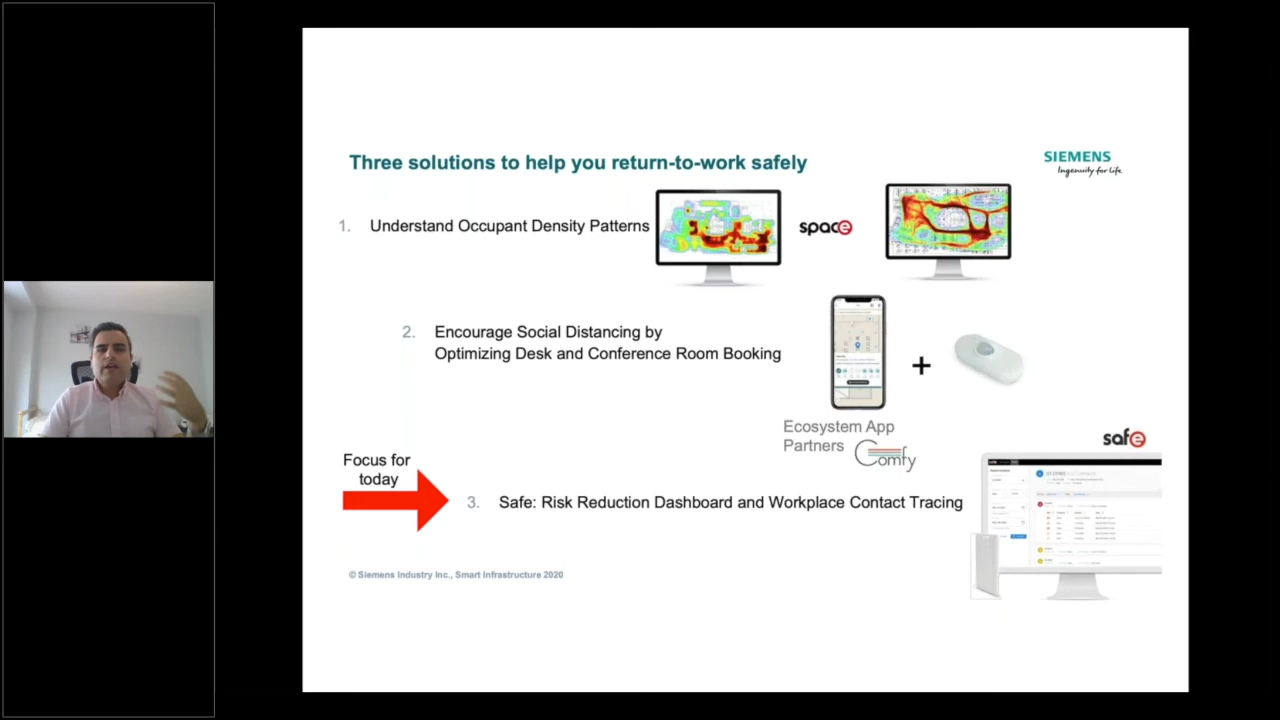 Three solutions to help you return-to-work safely
SIEMENS
Ingenuity for life
1. Understand Occupant Density Patterns
space
2. Encourage Social Distancing by
Optimizing Desk and Conference Room Booking
+
Ecosystem App
Partners
Comfy
safe
Focus for
today
3. Safe: Risk Reduction Dashboard and Workplace Contact Tracing
© Siemens Industry Inc., Smart Infrastructure 2020